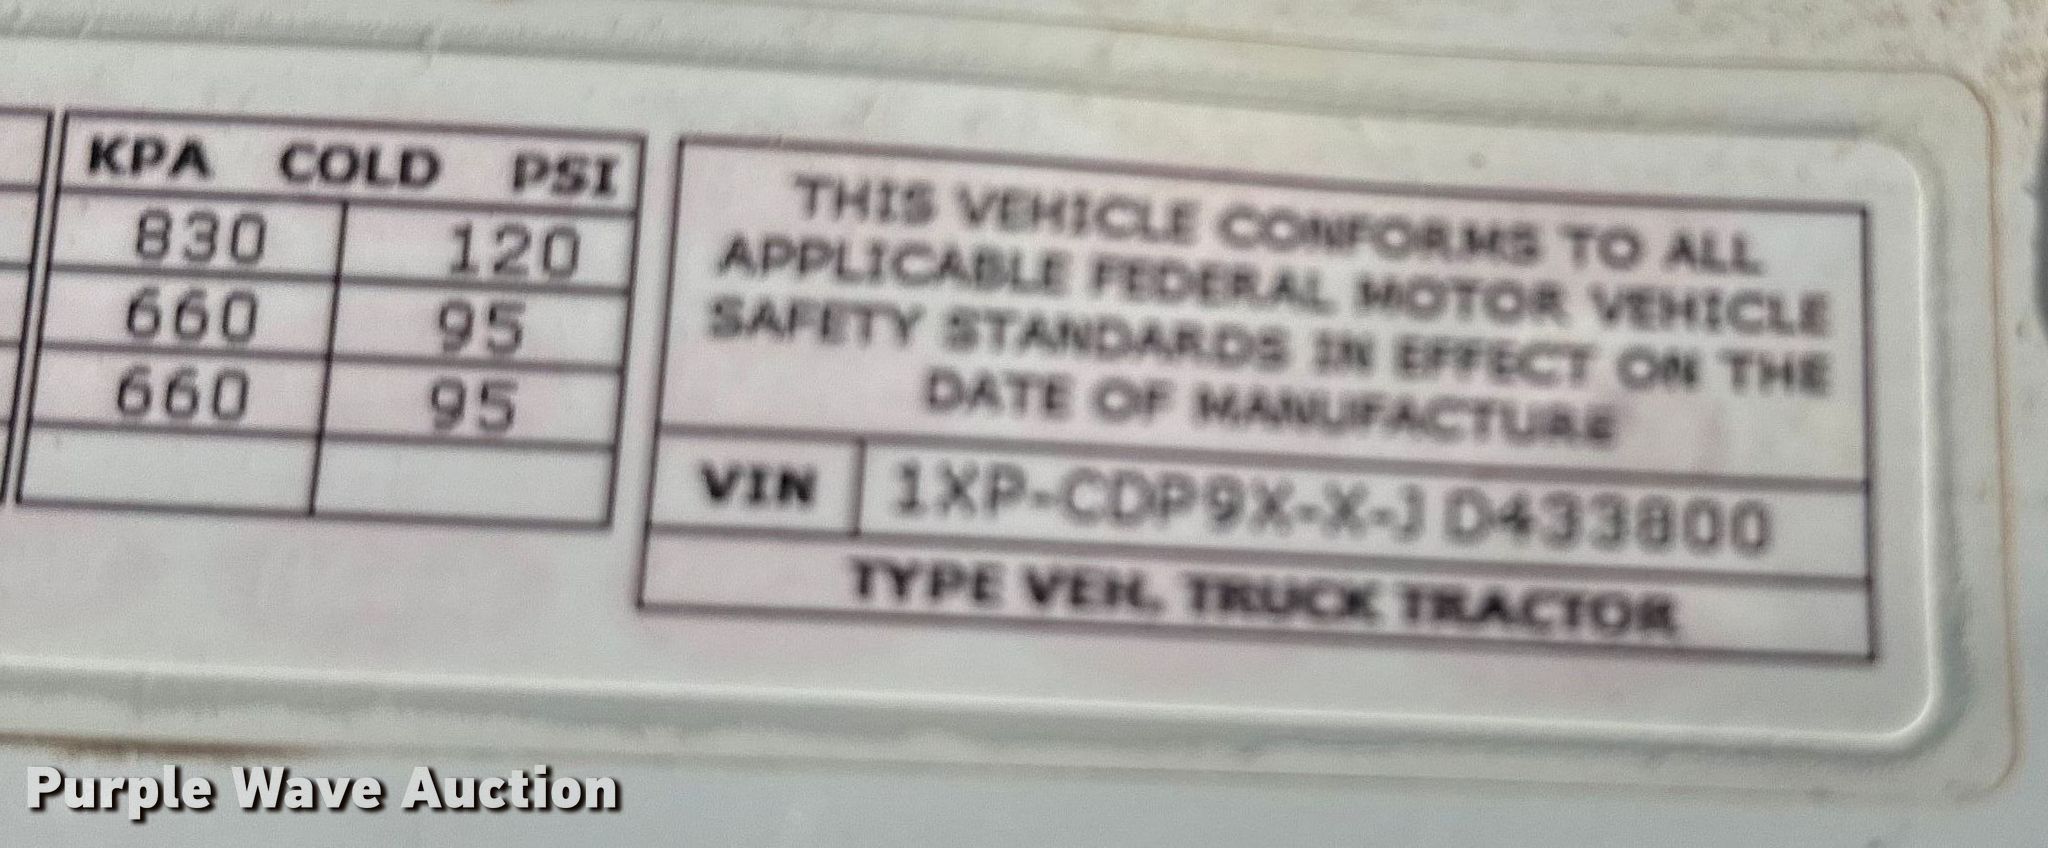 KPA COLD PSI
830 120
660 95
660 95
THIS VEHICLE CONFORMS TO ALL
APPLICABLE FEDERAL MOTOR VEHICLE
SAFETY STANDARDS IN EFFECT ON THE
DATE OF MANUFACTURE
VIN 1XP-CDP9X-X-J D433800
TYPE VEH. TRUCK TRACTOR
Purple Wave Auction